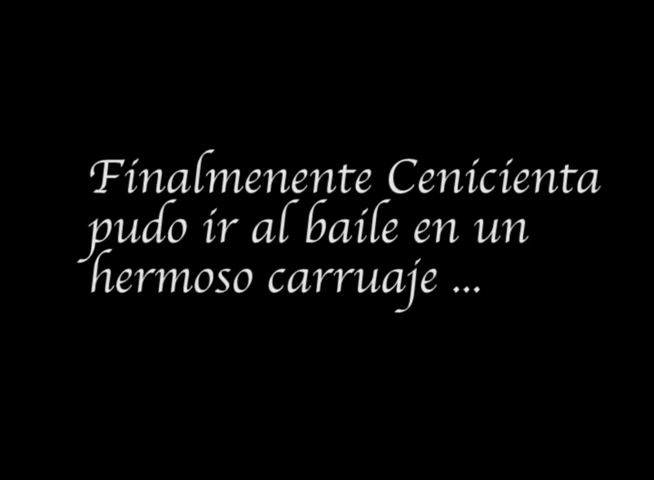 Finalmenente Cenicienta
pudo ir al baile en un
hermoso carruaje ...